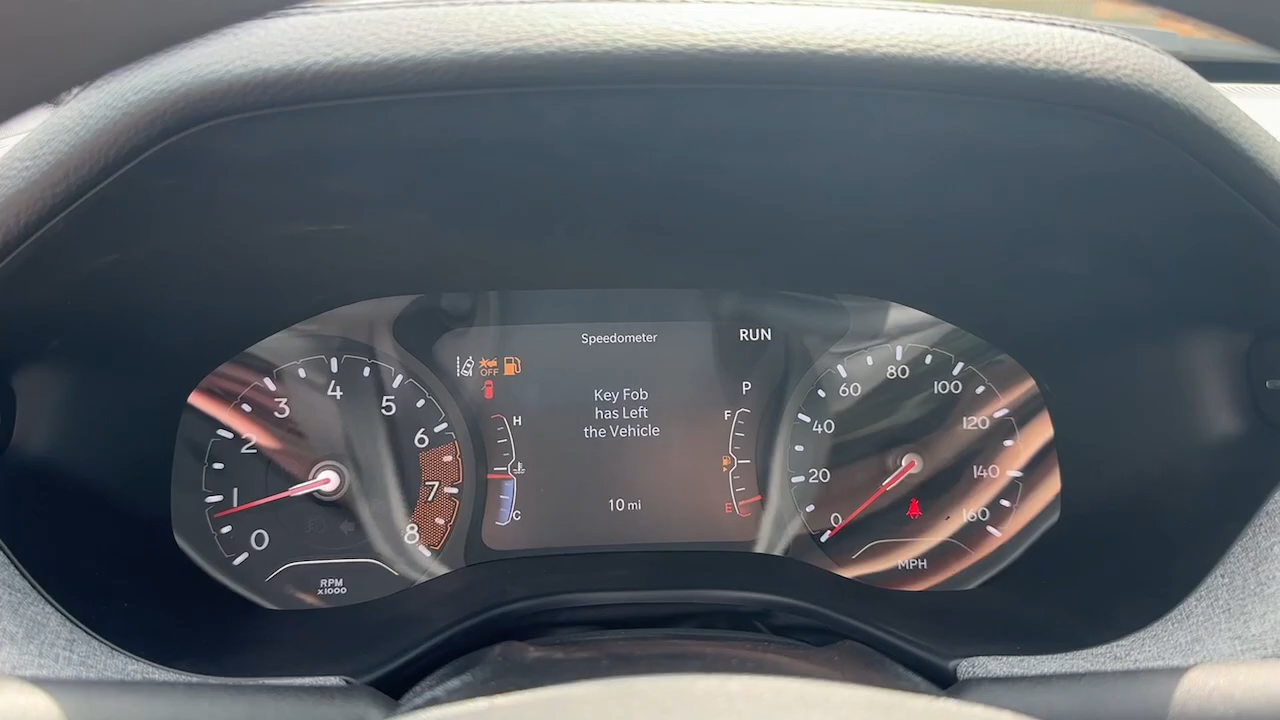 Speedometer
RUN
OFF
Key Fob
has Left
the Vehicle
P
H
C
F
E
10 mi
0
1
2
3
4
5
6
7
8
RPM
x1000
0
20
40
60
80
100
120
140
160
MPH